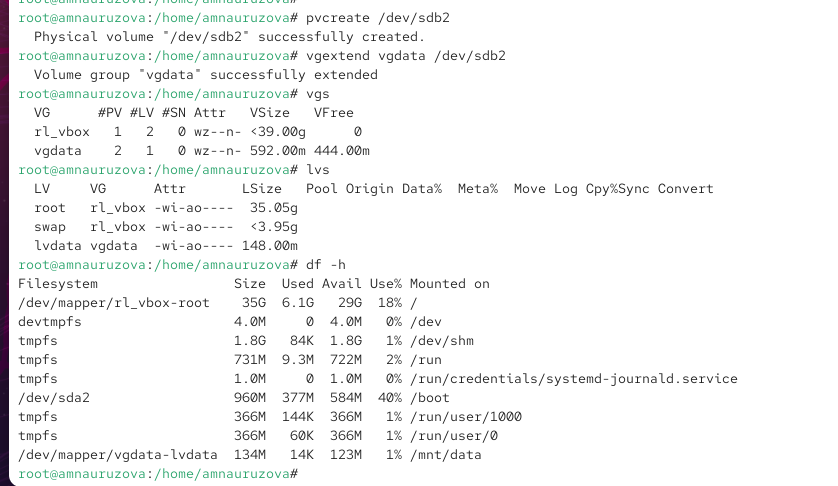 root@amnauruzova:/home/amnauruzova# pvcreate /dev/sdb2
  Physical volume "/dev/sdb2" successfully created.
root@amnauruzova:/home/amnauruzova# vgextend vgdata /dev/sdb2
  Volume group "vgdata" successfully extended
root@amnauruzova:/home/amnauruzova# vgs
  VG      #PV #LV #SN Attr   VSize   VFree
  rl_vbox   1   2   0 wz--n- <39.00g      0
  vgdata    2   1   0 wz--n- 592.00m 444.00m
root@amnauruzova:/home/amnauruzova# lvs
  LV     VG      Attr       LSize   Pool Origin Data%  Meta%  Move Log Cpy%Sync Convert
  root   rl_vbox -wi-ao----  35.05g
  swap   rl_vbox -wi-ao----  <3.95g
  lvdata vgdata  -wi-ao---- 148.00m
root@amnauruzova:/home/amnauruzova# df -h
Filesystem                 Size  Used Avail Use% Mounted on
/dev/mapper/rl_vbox-root    35G  6.1G   29G  18% /
devtmpfs                   4.0M     0  4.0M   0% /dev
tmpfs                      1.8G   84K  1.8G   1% /dev/shm
tmpfs                      731M  9.3M  722M   2% /run
tmpfs                      1.0M     0  1.0M   0% /run/credentials/systemd-journald.service
/dev/sda2                  960M  377M  584M  40% /boot
tmpfs                      366M  144K  366M   1% /run/user/1000
tmpfs                      366M   60K  366M   1% /run/user/0
/dev/mapper/vgdata-lvdata  134M   14K  123M   1% /mnt/data
root@amnauruzova:/home/amnauruzova#